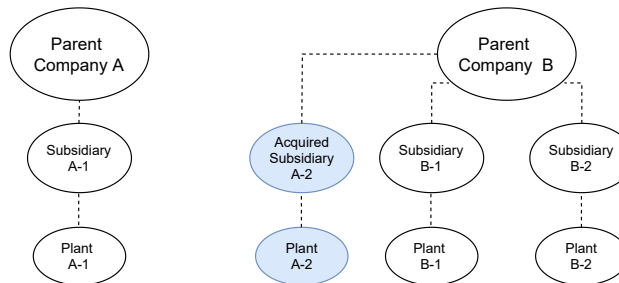 Parent
Company A
Parent
Company B
Subsidiary
A-1
Acquired
Subsidiary
A-2
Subsidiary
B-1
Subsidiary
B-2
Plant
A-1
Plant
A-2
Plant
B-1
Plant
B-2